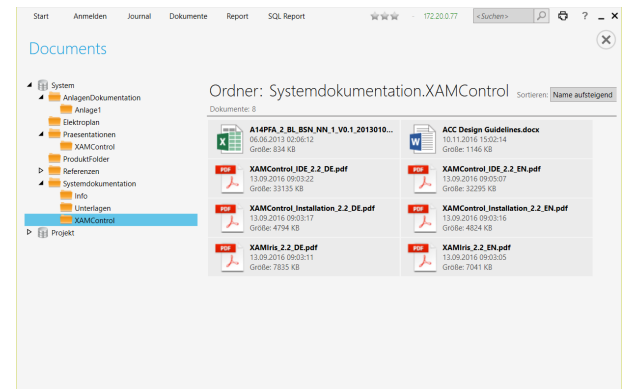 Start Anmelden Journal Dokumente Report SQL Report - 172.20.0.77 <Suchen> ?
Documents
System
AnlagenDokumentation
Anlage1
Elektroplan
Praesentationen
XAMControl
ProduktFolder
Referenzen
Systemdokumentation
Info
Unterlagen
XAMControl
Projekt
Ordner: Systemdokumentation.XAMControl Sortieren: Name aufsteigend
Dokumente: 8
A14PFA_2_BL_BSN_NN_1_V0.1_2013010...
06.06.2013 02:06:12
Größe: 834 KB
ACC Design Guidelines.docx
10.11.2016 15:02:14
Größe: 1146 KB
PDF
XAMControl_IDE_2.2_DE.pdf
13.09.2016 09:03:22
Größe: 33135 KB
PDF
XAMControl_IDE_2.2_EN.pdf
13.09.2016 09:05:07
Größe: 32295 KB
PDF
XAMControl_Installation_2.2_DE.pdf
13.09.2016 09:03:17
Größe: 4794 KB
PDF
XAMControl_Installation_2.2_EN.pdf
13.09.2016 09:03:16
Größe: 4824 KB
PDF
XAMIris_2.2_DE.pdf
13.09.2016 09:03:11
Größe: 7835 KB
PDF
XAMIris_2.2_EN.pdf
13.09.2016 09:03:05
Größe: 7041 KB